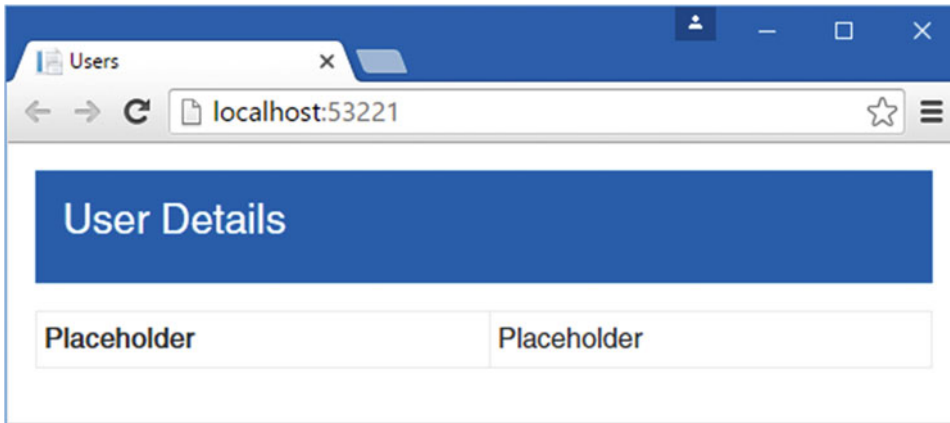 Users
localhost:53221
User Details
Placeholder Placeholder